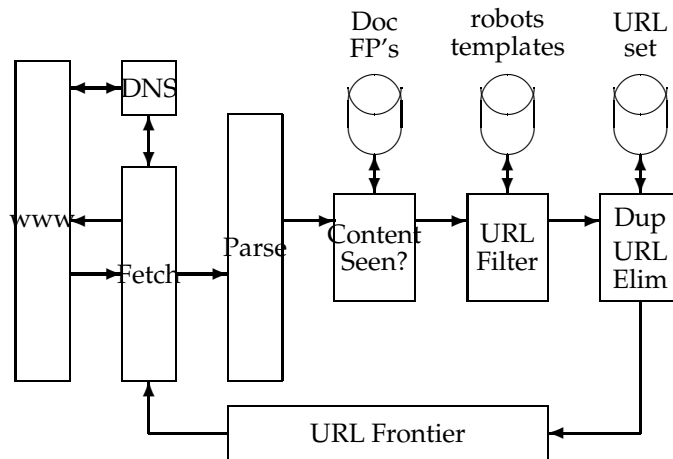 Doc
FP's
robots
templates
URL
set
DNS
www
Fetch
Parse
Content
Seen?
URL
Filter
Dup
URL
Elim
URL Frontier